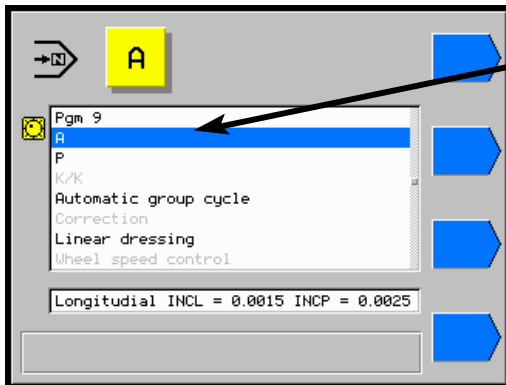 N
A
Pgm 9
A
P
K/K
Automatic group cycle
Correction
Linear dressing
Wheel speed control
Longitudial INCL = 0.0015 INCP = 0.0025